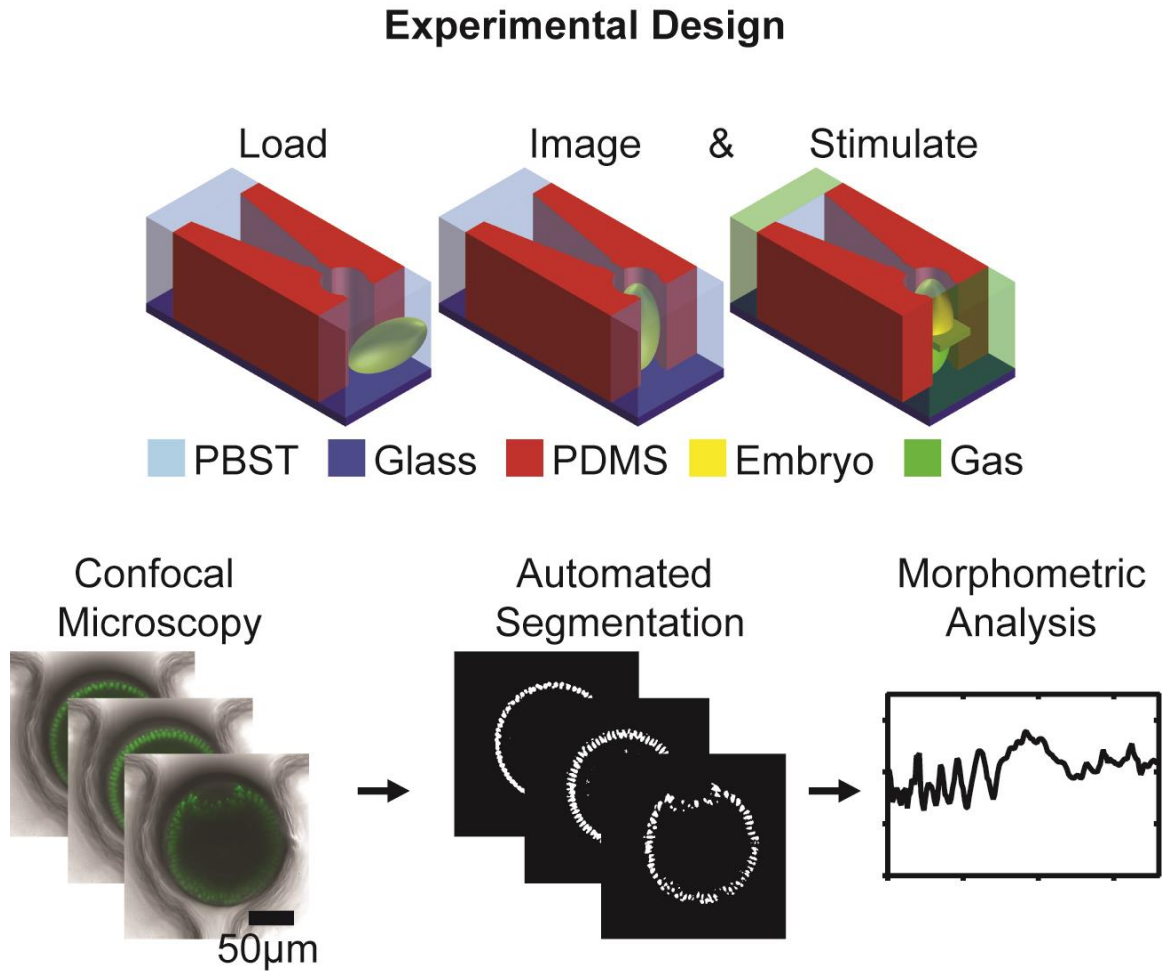 Experimental Design
Load Image & Stimulate
PBST Glass PDMS Embryo Gas
Confocal Automated Morphometric
Microscopy Segmentation Analysis
50μm